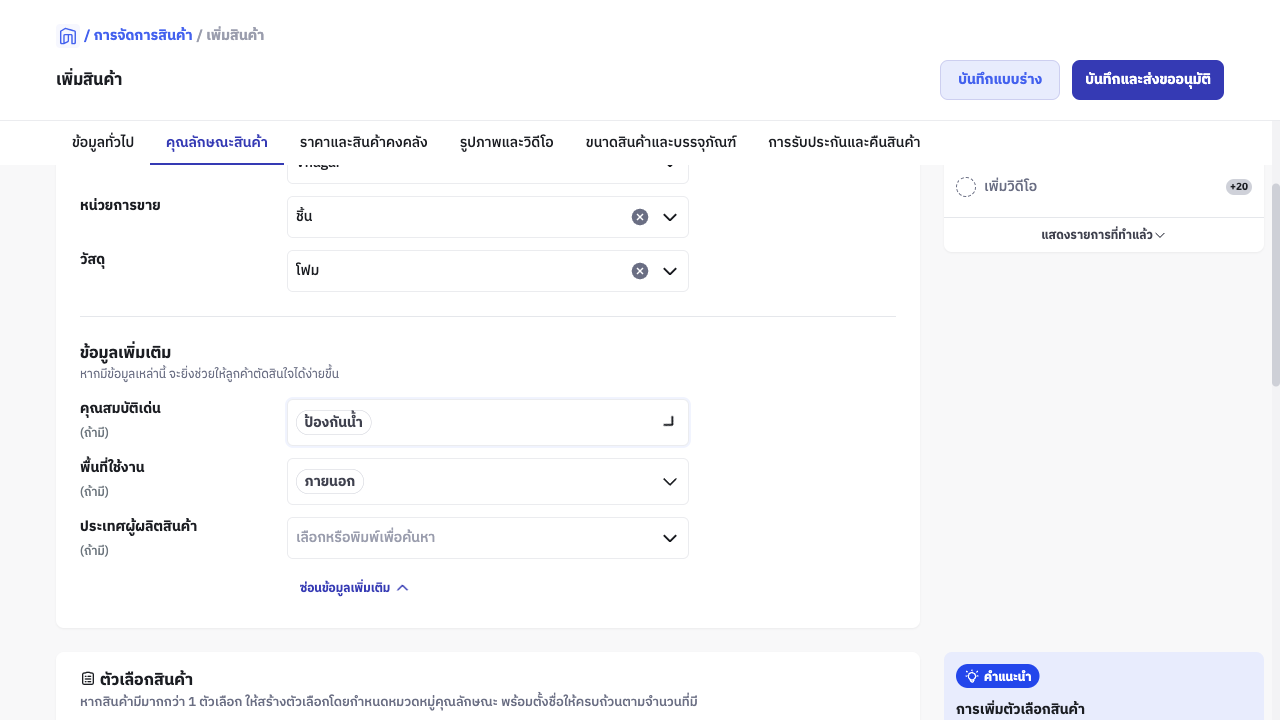 / การจัดการสินค้า / เพิ่มสินค้า
เพิ่มสินค้า
บันทึกแบบร่าง
บันทึกและส่งขออนุมัติ
ข้อมูลทั่วไป
คุณลักษณะสินค้า
ราคาและสินค้าคงคลัง
รูปภาพและวิดีโอ
ขนาดสินค้าและบรรจุภัณฑ์
การรับประกันและคืนสินค้า
หน่วยการขาย
ชิ้น
วัสดุ
โฟม
ข้อมูลเพิ่มเติม
หากมีข้อมูลเหล่านี้ จะยิ่งช่วยให้ลูกค้าตัดสินใจได้ง่ายขึ้น
คุณสมบัติเด่น
(ถ้ามี)
ป้องกันน้ำ
พื้นที่ใช้งาน
(ถ้ามี)
ภายนอก
ประเทศผู้ผลิตสินค้า
(ถ้ามี)
เลือกหรือพิมพ์เพื่อค้นหา
ซ่อนข้อมูลเพิ่มเติม
ตัวเลือกสินค้า
หากสินค้ามีมากกว่า 1 ตัวเลือก ให้สร้างตัวเลือกโดยกำหนดหมวดหมู่คุณลักษณะ พร้อมตั้งชื่อให้ครบถ้วนตามจำนวนที่มี
เพิ่มวิดีโอ
+20
แสดงรายการที่ทำแล้ว
คำแนะนำ
การเพิ่มตัวเลือกสินค้า